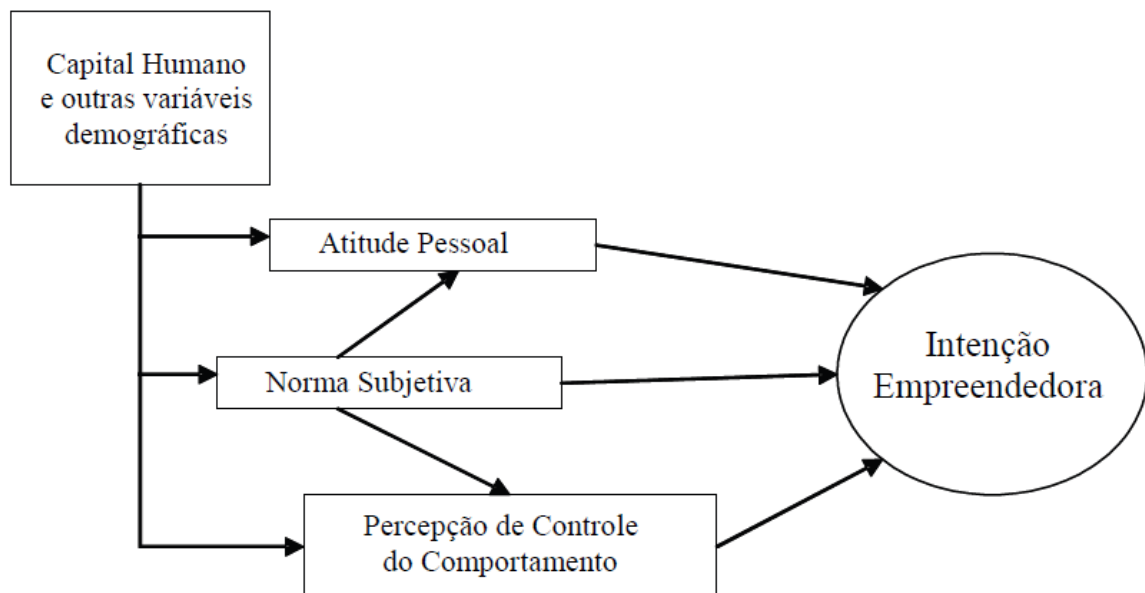 Capital Humano
e outras variáveis
demográficas
Atitude Pessoal
Norma Subjetiva
Percepção de Controle
do Comportamento
Intenção
Empreendedora